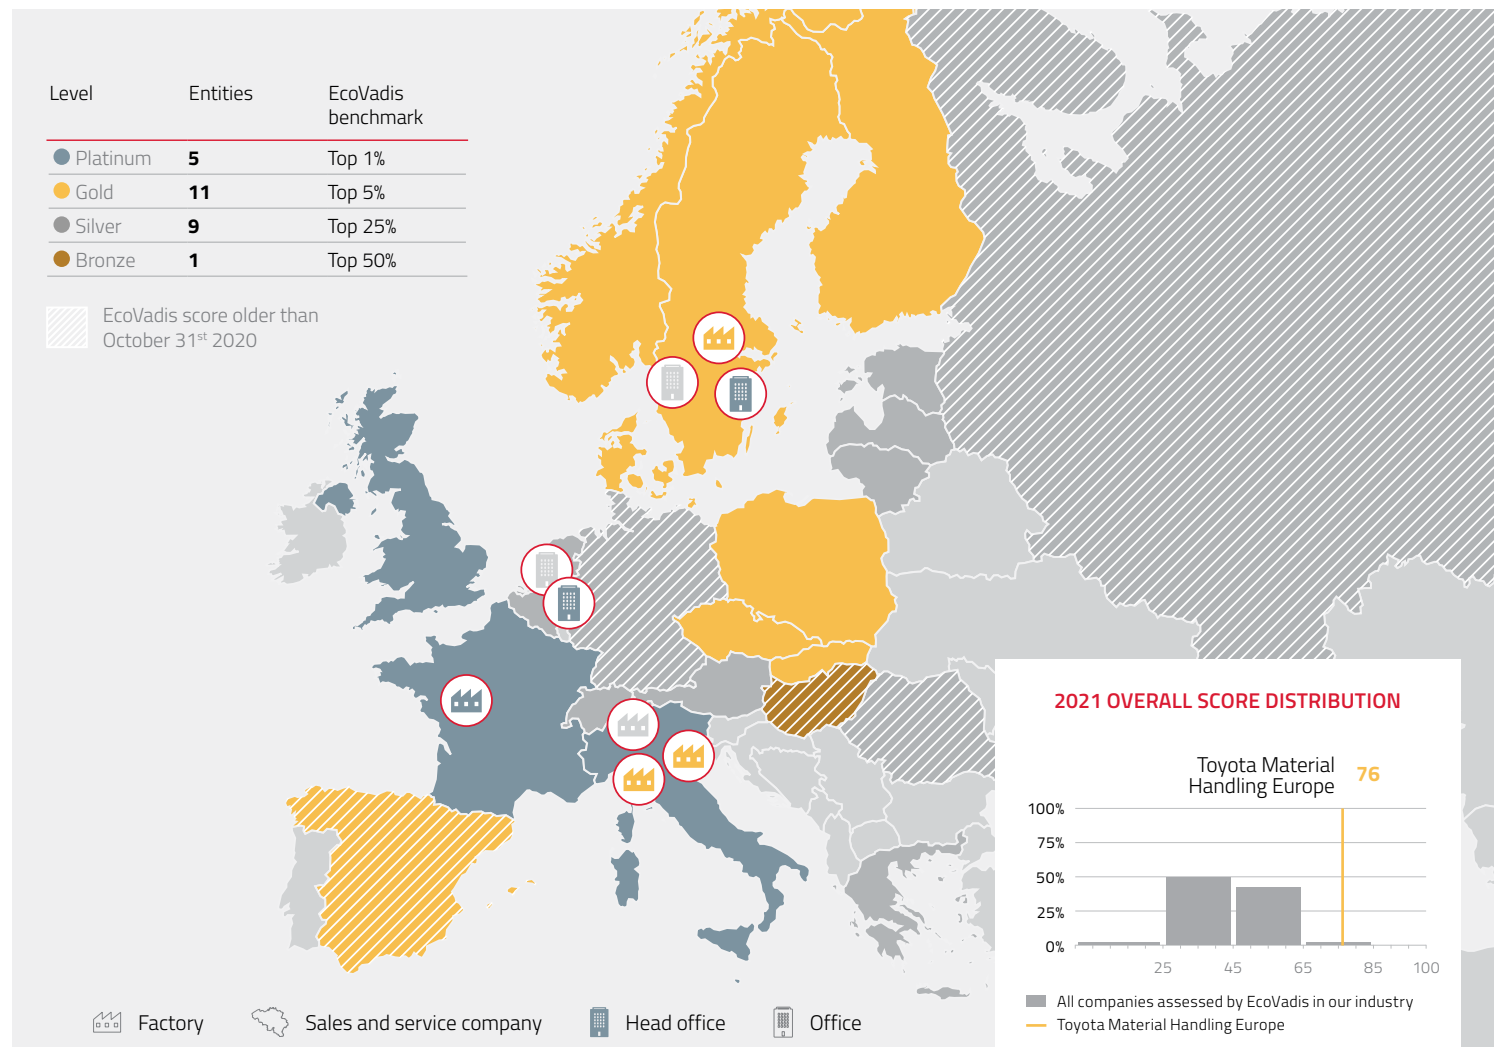 Level Entities EcoVadis
benchmark
Platinum 5 Top 1%
Gold 11 Top 5%
Silver 9 Top 25%
Bronze 1 Top 50%
EcoVadis score older than
October 31st 2020
2021 OVERALL SCORE DISTRIBUTION
Toyota Material
Handling Europe 76
100%
75%
50%
25%
0%
25 45 65 85 100
All companies assessed by EcoVadis in our industry
Toyota Material Handling Europe
Factory Sales and service company Head office Office